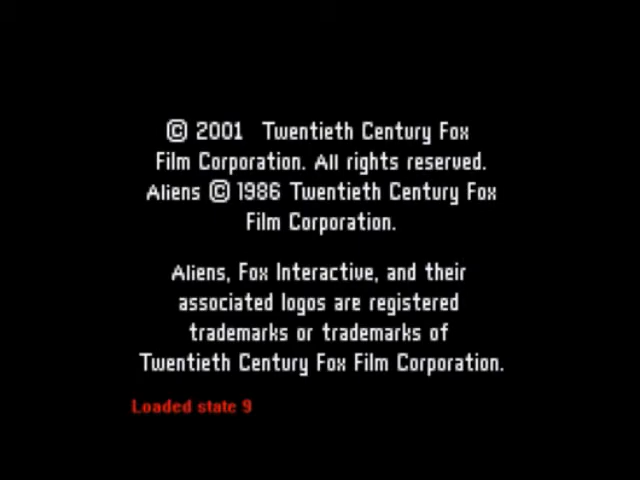 © 2001 Twentieth Century Fox
Film Corporation. All rights reserved.
Aliens © 1986 Twentieth Century Fox
Film Corporation.
Aliens, Fox Interactive, and their
associated logos are registered
trademarks or trademarks of
Twentieth Century Fox Film Corporation.
Loaded state 9